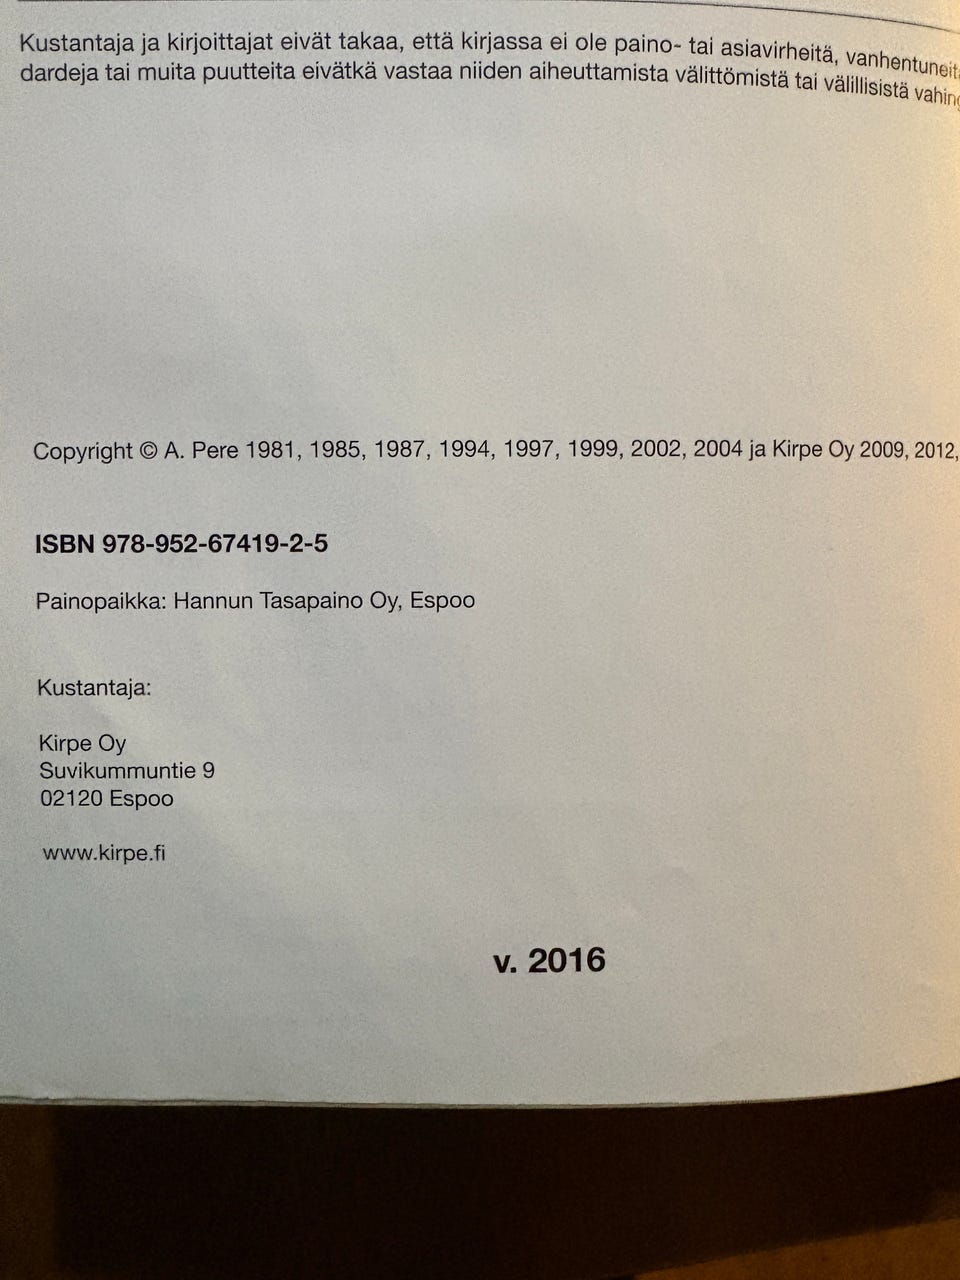 Kustantaja ja kirjoittajat eivät takaa, että kirjassa ei ole paino- tai asiavirheitä, vanhentuneit
dardeja tai muita puutteita eivätkä vastaa niiden aiheuttamista välittömistä tai välillisistä vahing
Copyright © A. Pere 1981, 1985, 1987, 1994, 1997, 1999, 2002, 2004 ja Kirpe Oy 2009, 2012,
ISBN 978-952-67419-2-5
Painopaikka: Hannun Tasapaino Oy, Espoo
Kustantaja:
Kirpe Oy
Suvikummuntie 9
02120 Espoo
www.kirpe.fi
v. 2016